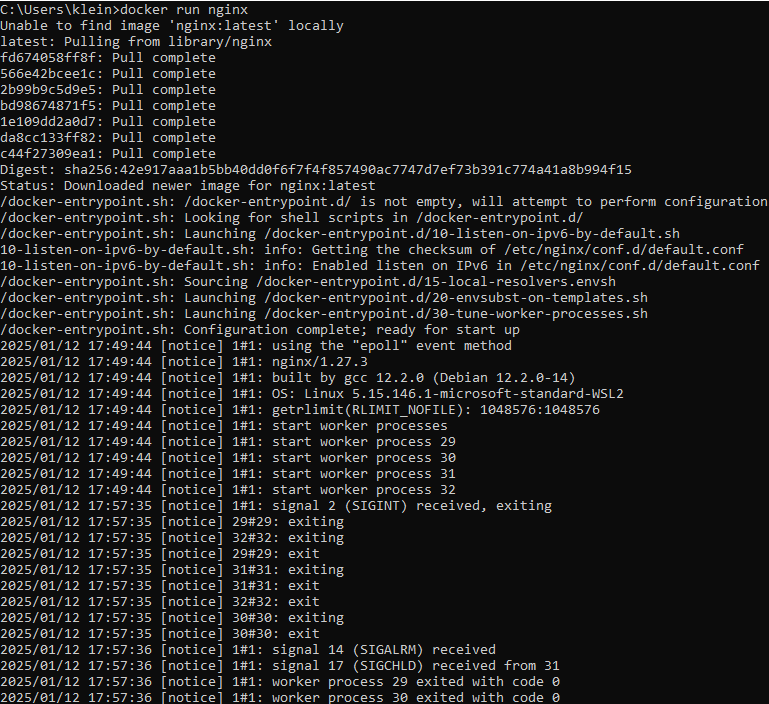 C:\Users\klein>docker run nginx
Unable to find image 'nginx:latest' locally
latest: Pulling from library/nginx
fd674058ff8f: Pull complete
566e42bcee1c: Pull complete
2b99b9c5d9e5: Pull complete
bd98674871f5: Pull complete
1e109dd2a0d7: Pull complete
da8cc133ff82: Pull complete
c44f27309ea1: Pull complete
Digest: sha256:42e917aaa1b5bb40dd0f6f7f4f857490ac7747d7ef73b391c774a41a8b994f15
Status: Downloaded newer image for nginx:latest
/docker-entrypoint.sh: /docker-entrypoint.d/ is not empty, will attempt to perform configuration
/docker-entrypoint.sh: Looking for shell scripts in /docker-entrypoint.d/
/docker-entrypoint.sh: Launching /docker-entrypoint.d/10-listen-on-ipv6-by-default.sh
10-listen-on-ipv6-by-default.sh: info: Getting the checksum of /etc/nginx/conf.d/default.conf
10-listen-on-ipv6-by-default.sh: info: Enabled listen on IPv6 in /etc/nginx/conf.d/default.conf
/docker-entrypoint.sh: Sourcing /docker-entrypoint.d/15-local-resolvers.envsh
/docker-entrypoint.sh: Launching /docker-entrypoint.d/20-envsubst-on-templates.sh
/docker-entrypoint.sh: Launching /docker-entrypoint.d/30-tune-worker-processes.sh
/docker-entrypoint.sh: Configuration complete; ready for start up
2025/01/12 17:49:44 [notice] 1#1: using the "epoll" event method
2025/01/12 17:49:44 [notice] 1#1: nginx/1.27.3
2025/01/12 17:49:44 [notice] 1#1: built by gcc 12.2.0 (Debian 12.2.0-14)
2025/01/12 17:49:44 [notice] 1#1: OS: Linux 5.15.146.1-microsoft-standard-WSL2
2025/01/12 17:49:44 [notice] 1#1: getrlimit(RLIMIT_NOFILE): 1048576:1048576
2025/01/12 17:49:44 [notice] 1#1: start worker processes
2025/01/12 17:49:44 [notice] 1#1: start worker process 29
2025/01/12 17:49:44 [notice] 1#1: start worker process 30
2025/01/12 17:49:44 [notice] 1#1: start worker process 31
2025/01/12 17:49:44 [notice] 1#1: start worker process 32
2025/01/12 17:57:35 [notice] 1#1: signal 2 (SIGINT) received, exiting
2025/01/12 17:57:35 [notice] 29#29: exiting
2025/01/12 17:57:35 [notice] 32#32: exiting
2025/01/12 17:57:35 [notice] 29#29: exit
2025/01/12 17:57:35 [notice] 31#31: exiting
2025/01/12 17:57:35 [notice] 31#31: exit
2025/01/12 17:57:35 [notice] 32#32: exit
2025/01/12 17:57:35 [notice] 30#30: exiting
2025/01/12 17:57:35 [notice] 30#30: exit
2025/01/12 17:57:36 [notice] 1#1: signal 14 (SIGALRM) received
2025/01/12 17:57:36 [notice] 1#1: signal 17 (SIGCHLD) received from 31
2025/01/12 17:57:36 [notice] 1#1: worker process 29 exited with code 0
2025/01/12 17:57:36 [notice] 1#1: worker process 30 exited with code 0